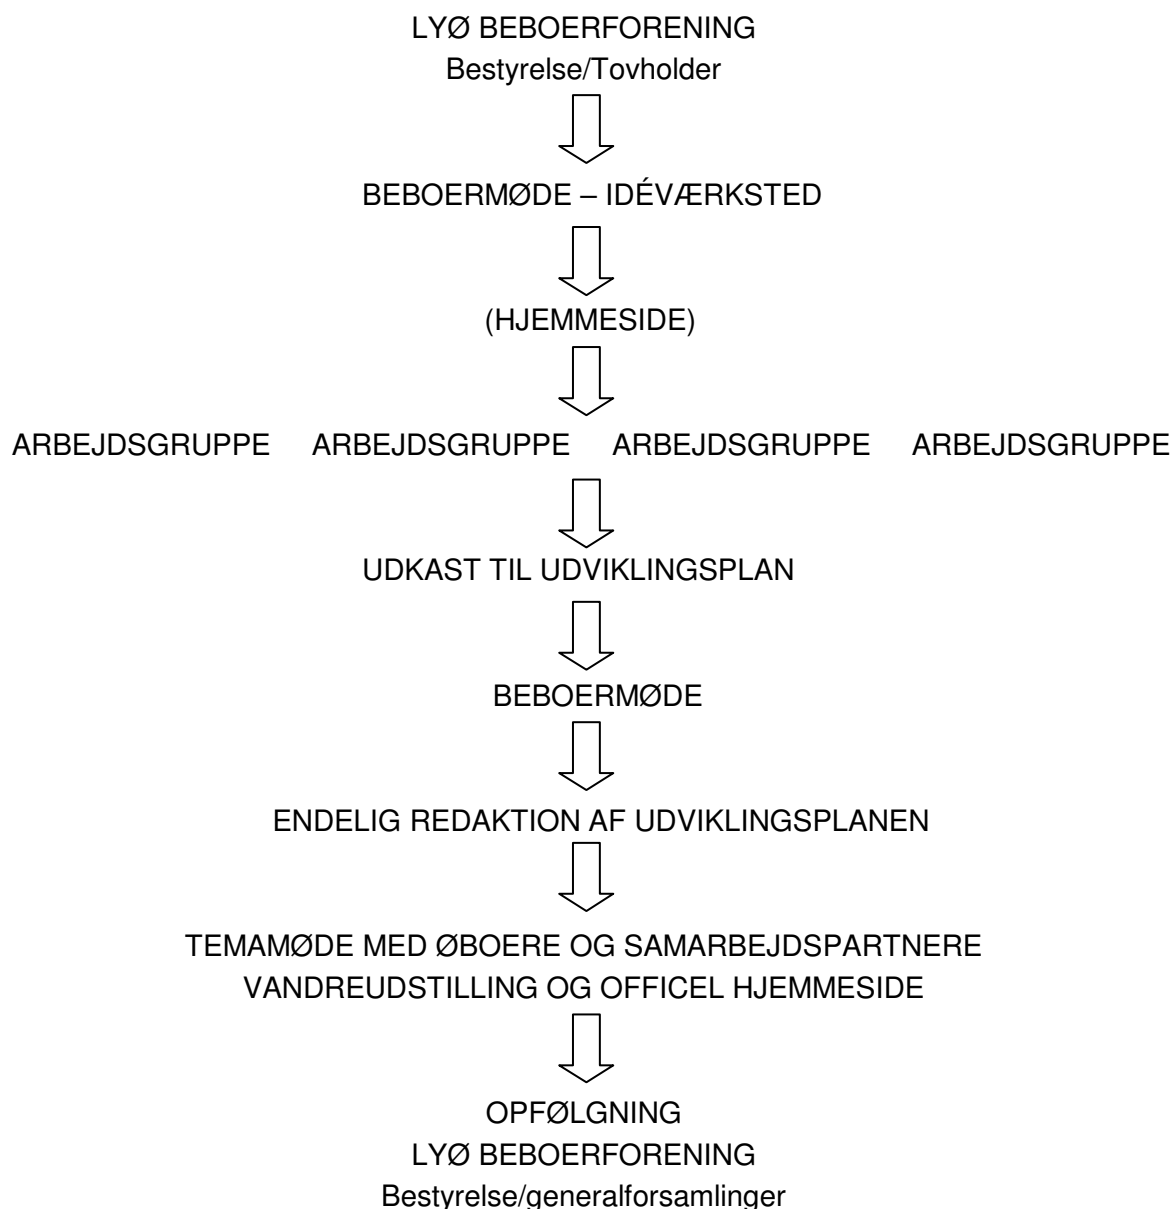 LYØ BEBOERFORENING
Bestyrelse/Tovholder
BEBOERMØDE – IDÉVÆRKSTED
(HJEMMESIDE)
ARBEJDSGRUPPE ARBEJDSGRUPPE ARBEJDSGRUPPE ARBEJDSGRUPPE
UDKAST TIL UDVIKLINGSPLAN
BEBOERMØDE
ENDELIG REDAKTION AF UDVIKLINGSPLANEN
TEMAMØDE MED ØBOERE OG SAMARBEJDSPARTNERE
VANDREUDSTILLING OG OFFICEL HJEMMESIDE
OPFØLGNING
LYØ BEBOERFORENING
Bestyrelse/generalforsamlinger